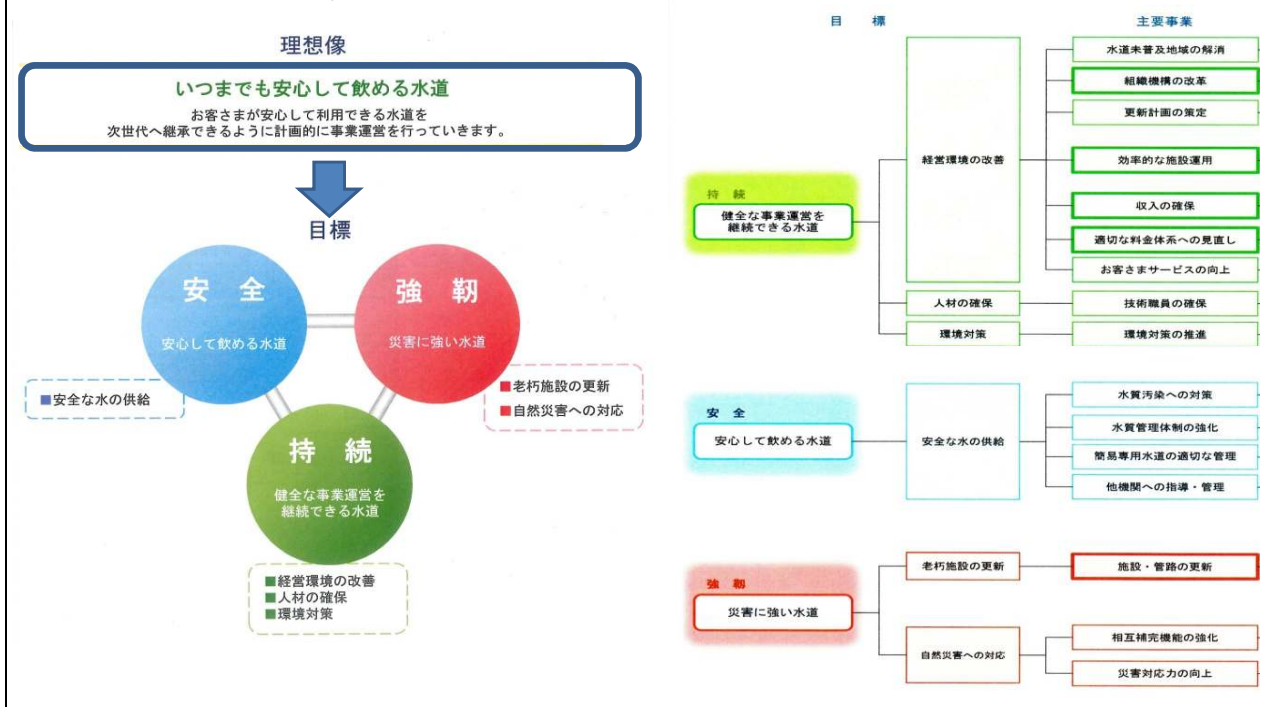 理想像
いつまでも安心して飲める水道
お客さまが安心して利用できる水道を
次世代へ継承できるように計画的に事業運営を行っていきます。
目標
安 全
安心して飲める水道
■安全な水の供給
強 靭
災害に強い水道
■老朽施設の更新
■自然災害への対応
持 続
健全な事業運営を
継続できる水道
■経営環境の改善
■人材の確保
■環境対策
目 標
主要事業
持 続
健全な事業運営を
継続できる水道
経営環境の改善
水道未普及地域の解消
組織機構の改革
更新計画の策定
効率的な施設運用
収入の確保
適切な料金体系への見直し
お客さまサービスの向上
人材の確保
技術職員の確保
環境対策
環境対策の推進
安 全
安心して飲める水道
安全な水の供給
水質汚染への対策
水質管理体制の強化
簡易専用水道の適切な管理
他機関への指導・管理
強 靭
災害に強い水道
老朽施設の更新
施設・管路の更新
自然災害への対応
相互補完機能の強化
災害対応力の向上